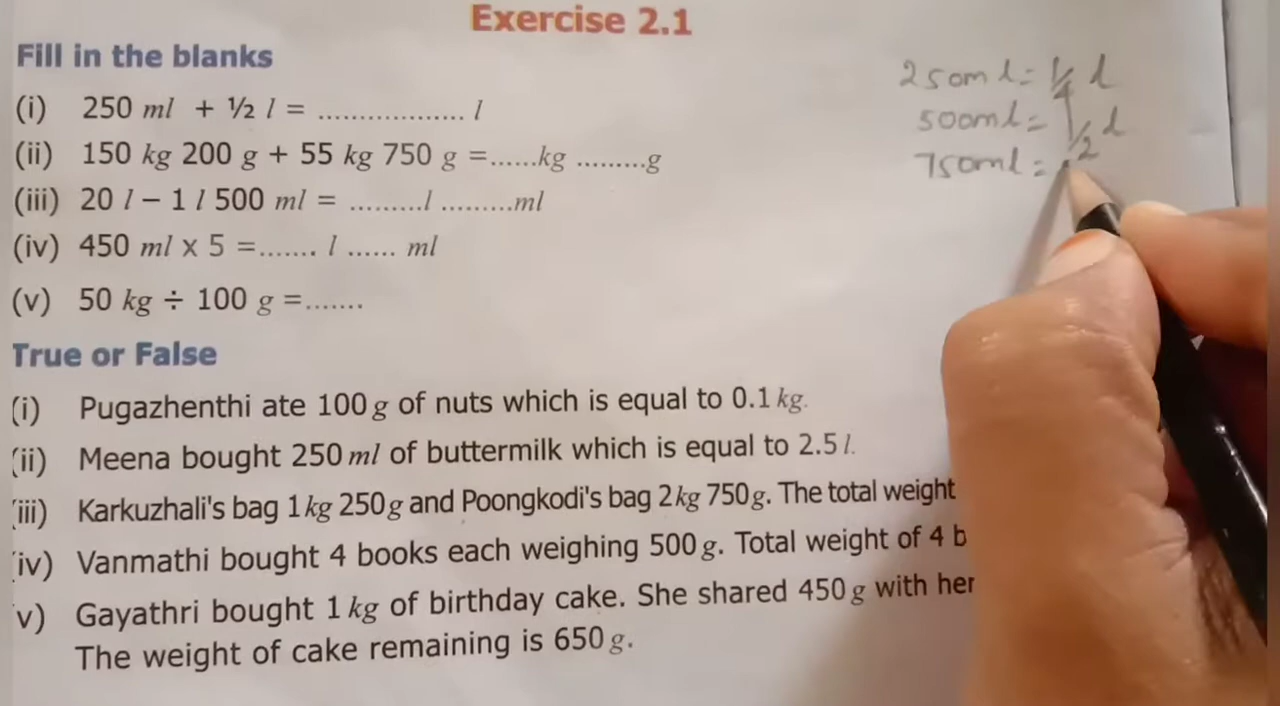 Exercise 2.1
Fill in the blanks
(i) 250 ml + ½ l = .................. l
(ii) 150 kg 200 g + 55 kg 750 g =......kg .........g
(iii) 20 l – 1 l 500 ml = .........l .........ml
(iv) 450 ml x 5 =....... l ...... ml
(v) 50 kg ÷ 100 g =.......
True or False
(i) Pugazhenthi ate 100 g of nuts which is equal to 0.1 kg.
(ii) Meena bought 250 ml of buttermilk which is equal to 2.5 l.
(iii) Karkuzhali's bag 1 kg 250 g and Poongkodi's bag 2 kg 750 g. The total weight
(iv) Vanmathi bought 4 books each weighing 500 g. Total weight of 4 b
v) Gayathri bought 1 kg of birthday cake. She shared 450 g with her
The weight of cake remaining is 650 g.
250ml = 1/4 l
500ml = 1/2 l
750ml =